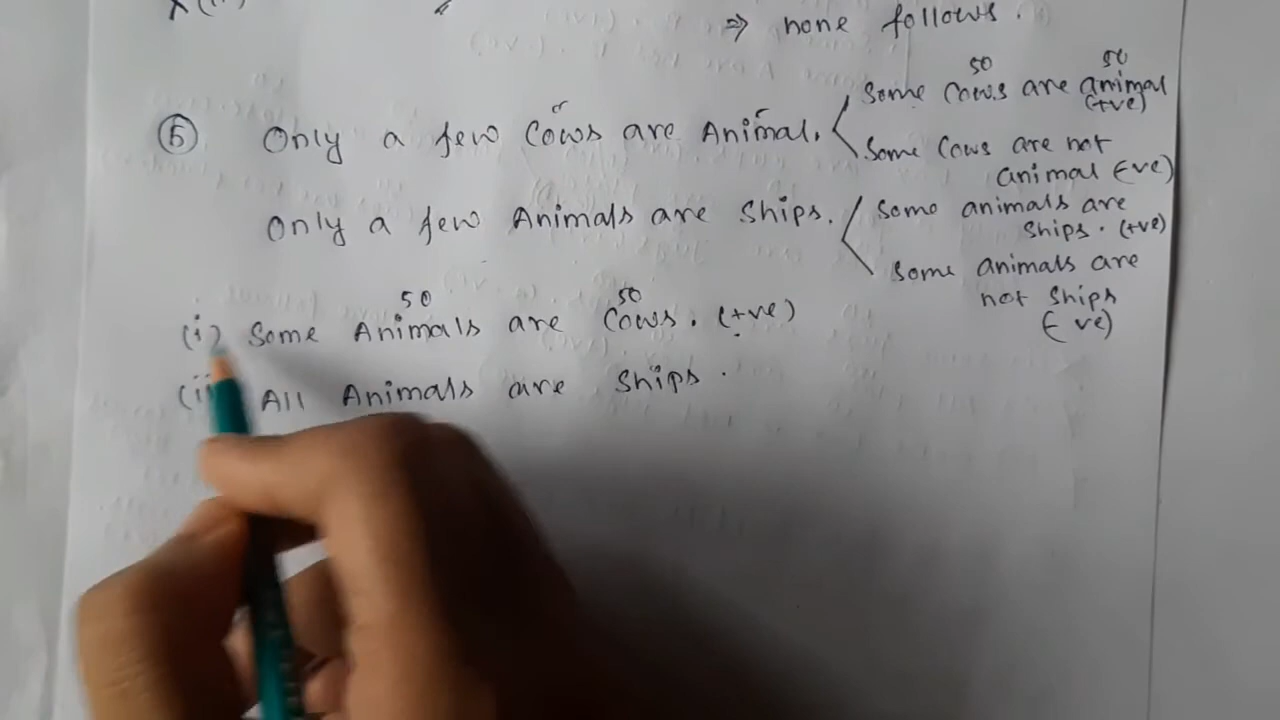 ⇒ none follows.
50 50
⑤ Only a few Cows are Animal. Some Cows are animal (+ve)
Some Cows are not animal (-ve)
Only a few Animals are Ships. Some animals are ships. (+ve)
Some animals are not ships (-ve)
50 50
(i) Some Animals are Cows. (+ve)
(ii) All Animals are Ships.